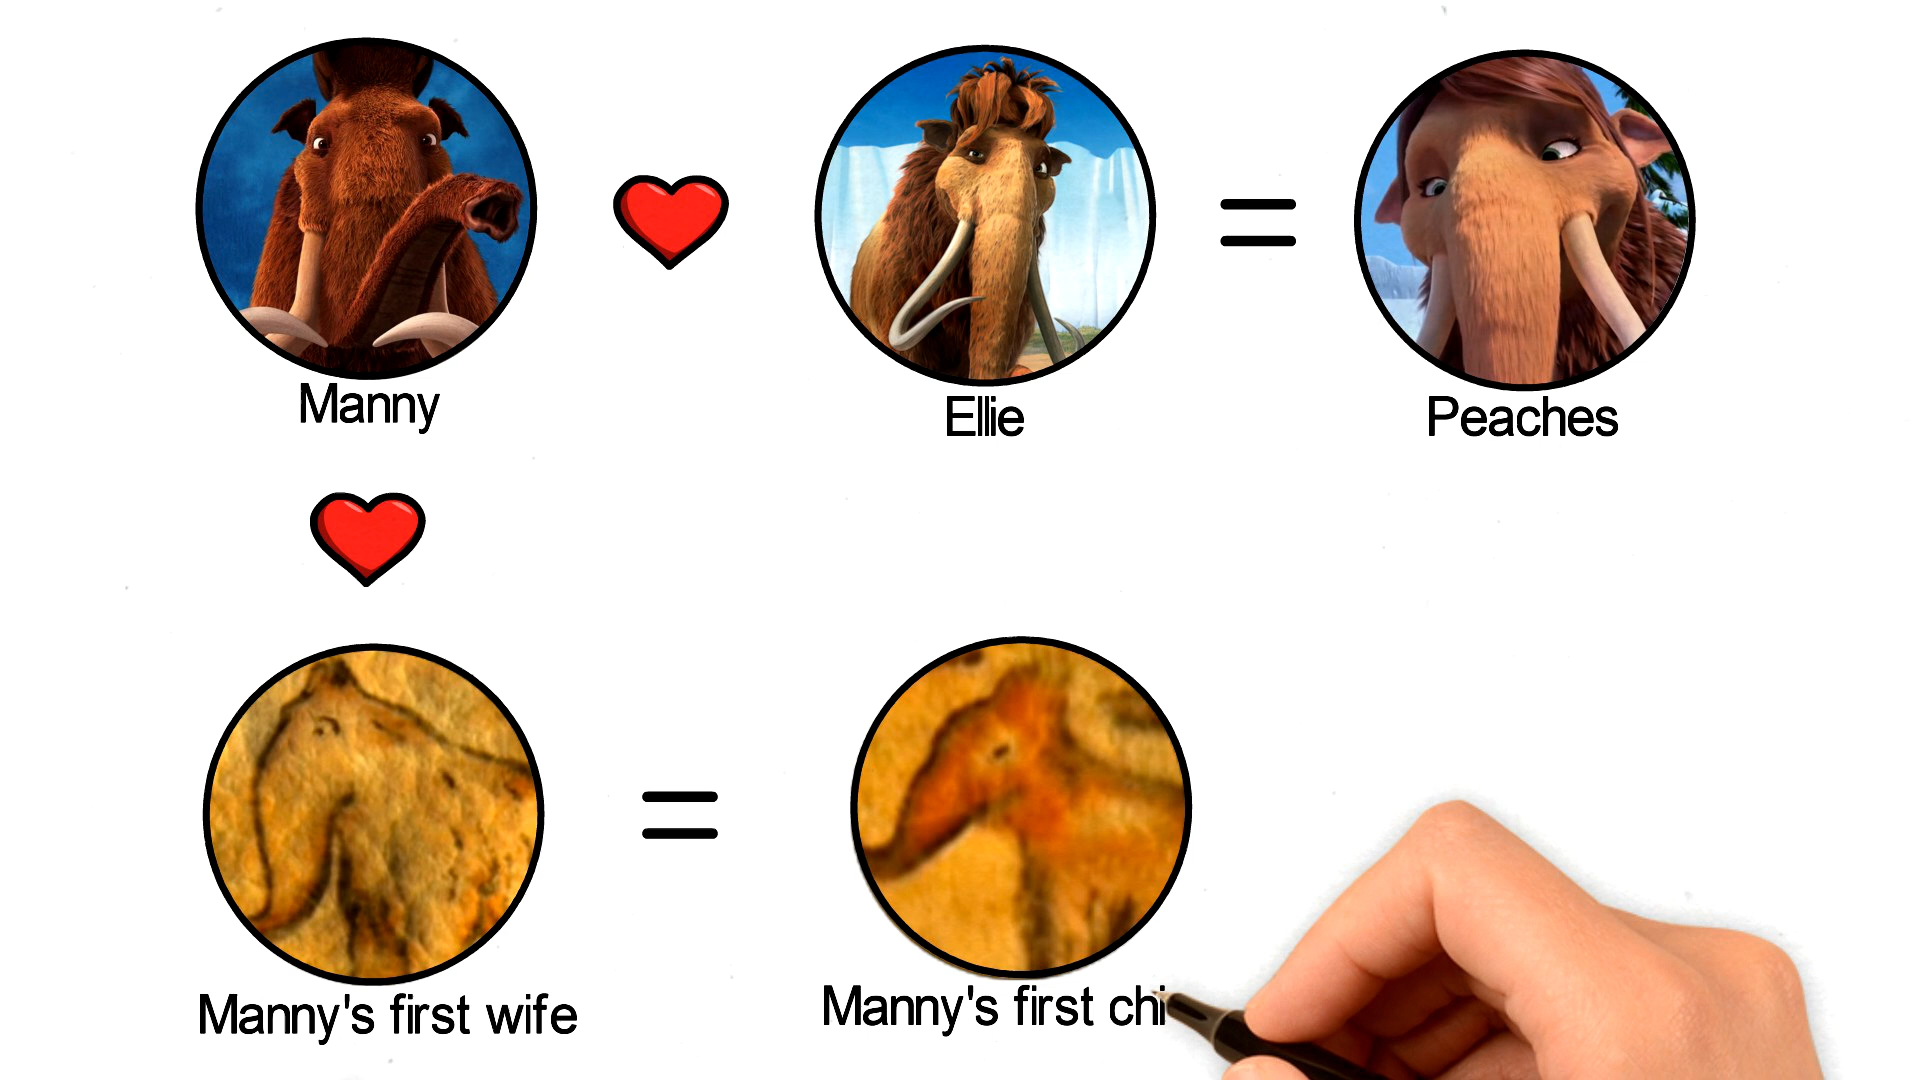 Manny
Ellie
Peaches
Manny's first wife
Manny's first chi